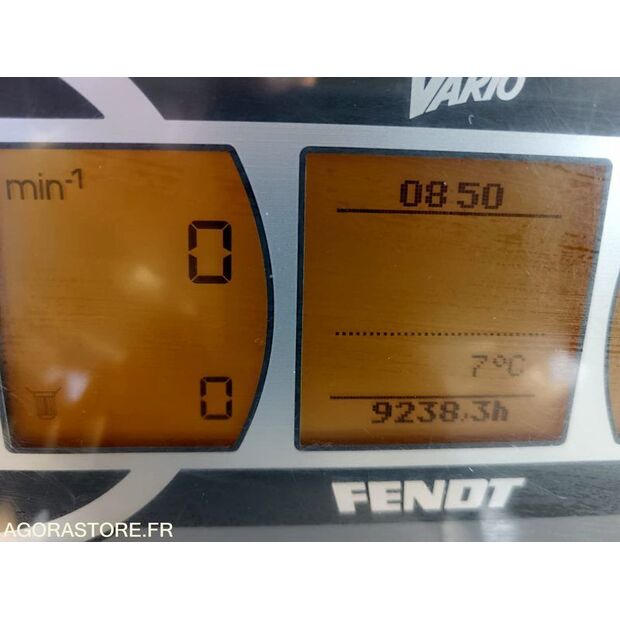 VARIO
min-1
0
0
08:50
7°C
9238.3h
FENDT
AGORASTORE.FR